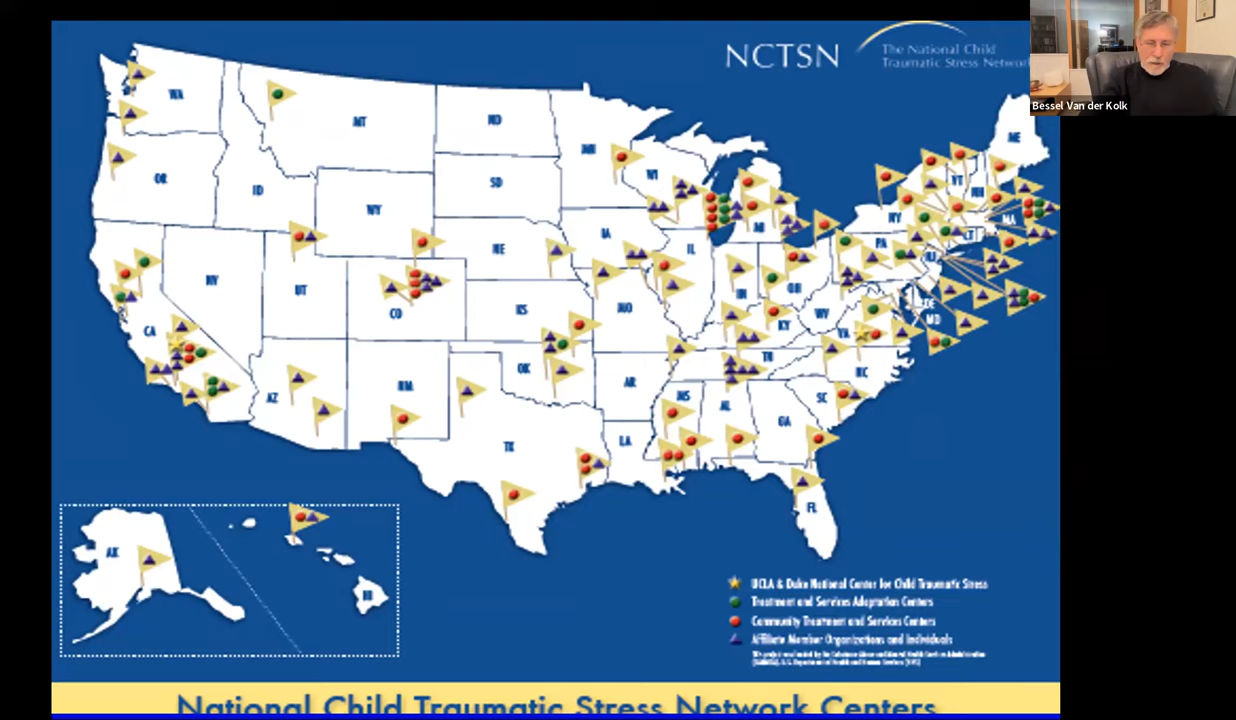 NCTSN
The National Child
Traumatic Stress Network
Bessel Van der Kolk
WA
MT
ND
MN
ME
OR
ID
SD
WI
VT
NH
WY
NY
MA
CT
IA
NE
IL
PA
NJ
NV
UT
CO
IN
OH
DE
MD
CA
KS
MO
KY
WV
VA
OK
TN
NC
AZ
NM
AR
MS
AL
SC
GA
TX
LA
FL
AK
HI
UCLA & Duke National Center for Child Traumatic Stress
Treatment and Services Adaptation Centers
Community Treatment and Services Centers
Affiliate Member Organizations and Individuals
National Child Traumatic Stress Network Centers